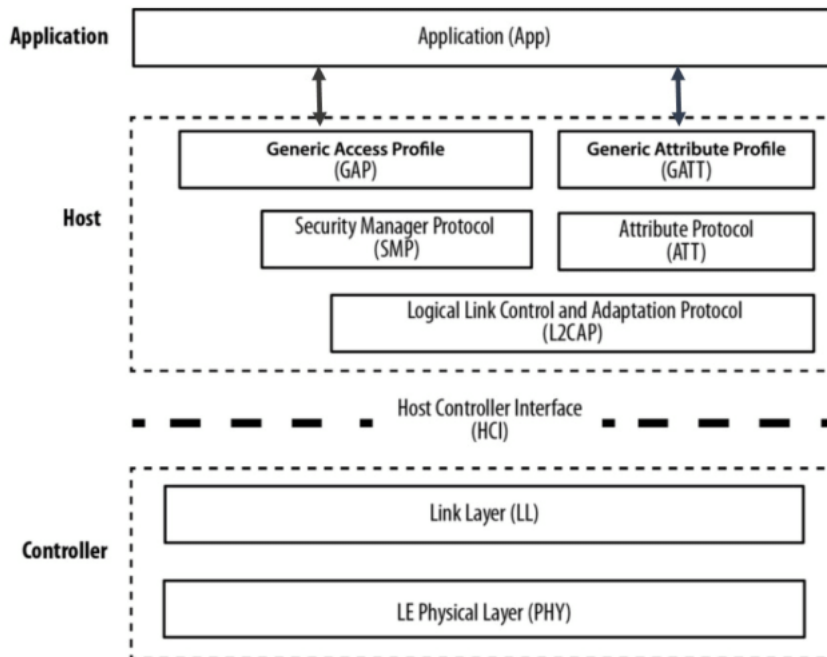 Application
Application (App)
Generic Access Profile
(GAP)
Generic Attribute Profile
(GATT)
Host
Security Manager Protocol
(SMP)
Attribute Protocol
(ATT)
Logical Link Control and Adaptation Protocol
(L2CAP)
Host Controller Interface
(HCI)
Link Layer (LL)
Controller
LE Physical Layer (PHY)